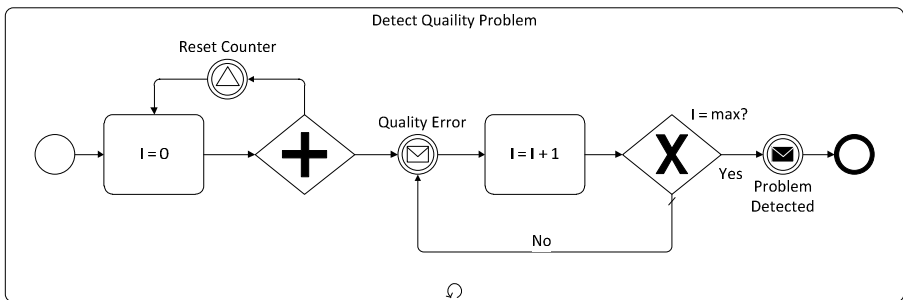 Detect Quaility Problem
Reset Counter
I = 0
Quality Error
I = I + 1
I = max?
X
Yes
Problem
Detected
No